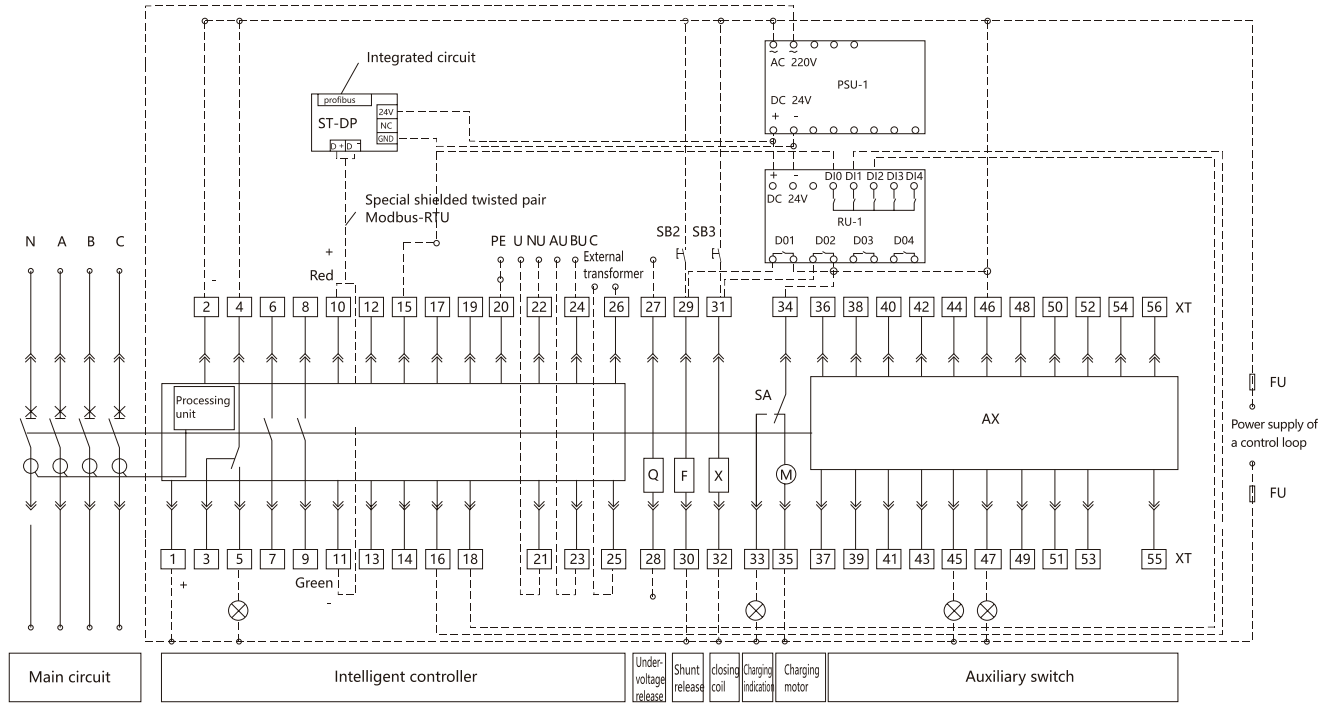 Integrated circuit
profibus
ST-DP
24V
NC
GND
D + D -
AC 220V
PSU-1
DC 24V
+ -
+ -
DC 24V
DI0 DI1 DI2 DI3 DI4
RU-1
D01 D02 D03 D04
Special shielded twisted pair
Modbus-RTU
N A B C
+
Red
-
PE U N U A U B U C
External
transformer
SB2 SB3
2 4 6 8 10 12 15 17 19 20 22 24 26 27 29 31 34 36 38 40 42 44 46 48 50 52 54 56 XT
Processing
unit
SA
AX
Q F X M
FU
Power supply of
a control loop
FU
1 3 5 7 9 11 13 14 16 18 21 23 25 28 30 32 33 35 37 39 41 43 45 47 49 51 53 55 XT
+
Green
-
Main circuit
Intelligent controller
Under-
voltage
release
Shunt
release
closing
coil
Charging
indication
Charging
motor
Auxiliary switch